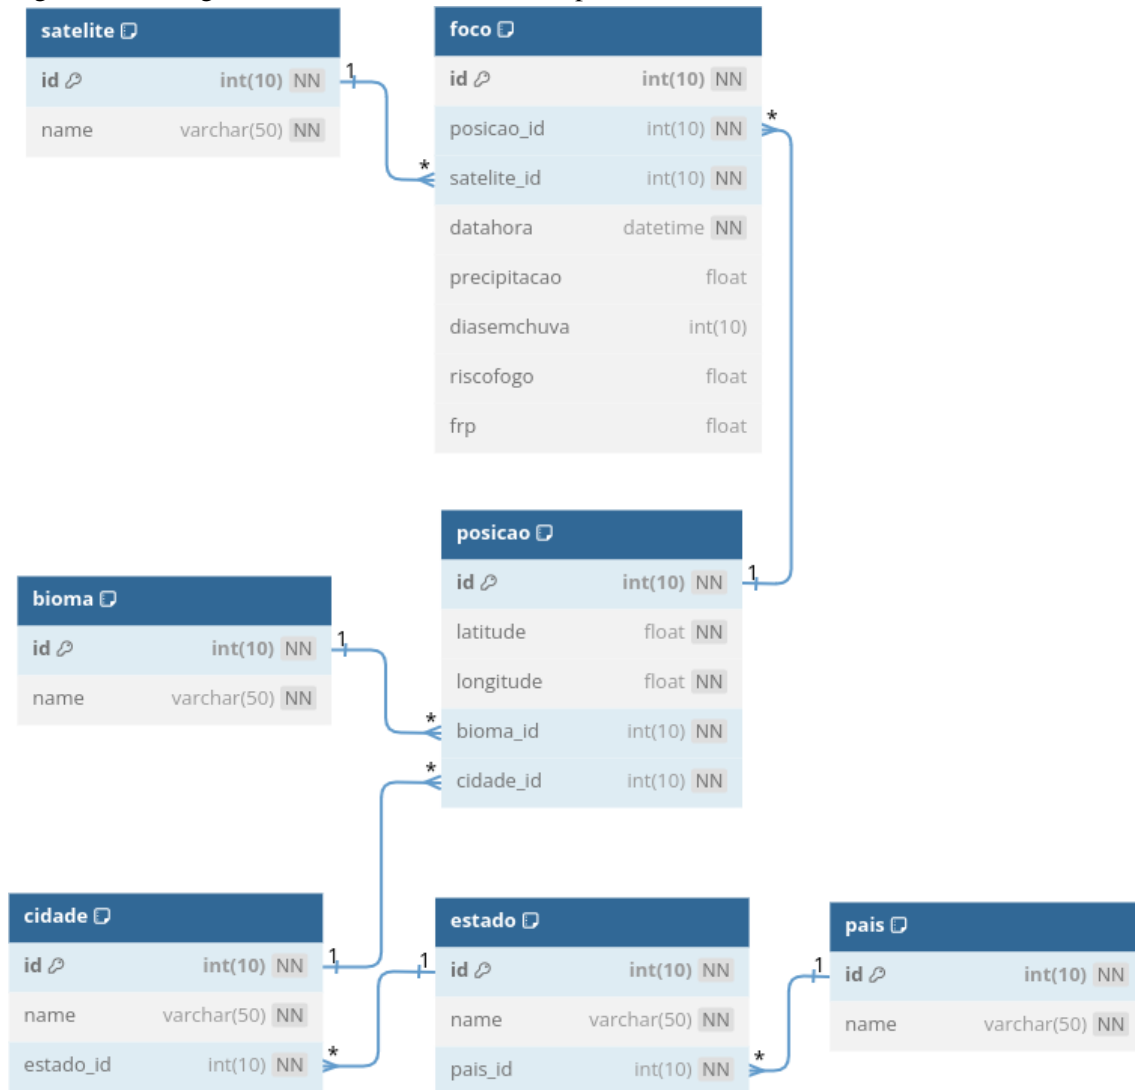 satelite
id int(10) NN
name varchar(50) NN
foco
id int(10) NN
posicao_id int(10) NN
satelite_id int(10) NN
datahora datetime NN
precipitacao float
diasemchuva int(10)
riscofogo float
frp float
1
*
*
posicao
id int(10) NN
latitude float NN
longitude float NN
bioma_id int(10) NN
cidade_id int(10) NN
1
bioma
id int(10) NN
name varchar(50) NN
1
*
*
cidade
id int(10) NN
name varchar(50) NN
estado_id int(10) NN
1
*
estado
id int(10) NN
name varchar(50) NN
pais_id int(10) NN
1
*
pais
id int(10) NN
name varchar(50) NN
1